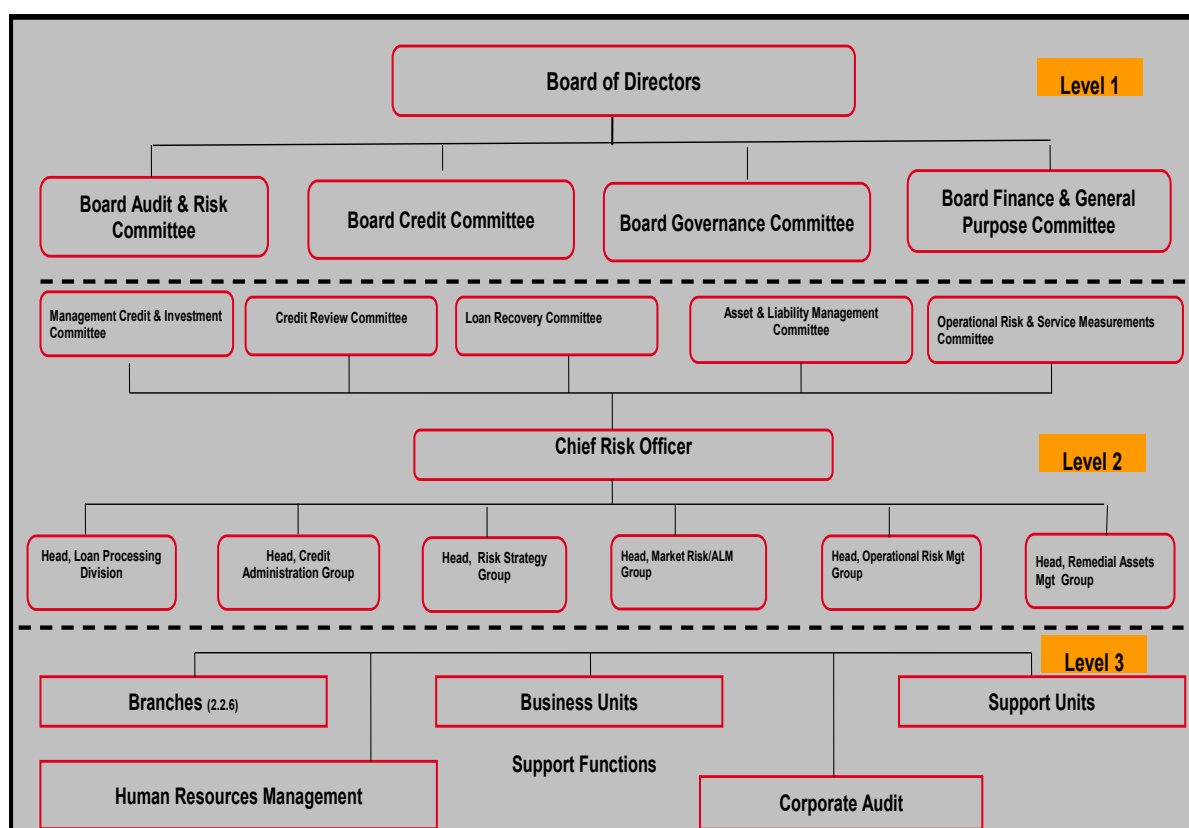 Board of Directors
Level 1
Board Audit & Risk
Committee
Board Credit Committee
Board Governance Committee
Board Finance & General
Purpose Committee
Management Credit & Investment
Committee
Credit Review Committee
Loan Recovery Committee
Asset & Liability Management
Committee
Operational Risk & Service Measurements
Committee
Chief Risk Officer
Level 2
Head, Loan Processing
Division
Head, Credit
Administration Group
Head, Risk Strategy
Group
Head, Market Risk/ALM
Group
Head, Operational Risk Mgt
Group
Head, Remedial Assets
Mgt Group
Level 3
Branches (2.2.6)
Business Units
Support Units
Support Functions
Human Resources Management
Corporate Audit